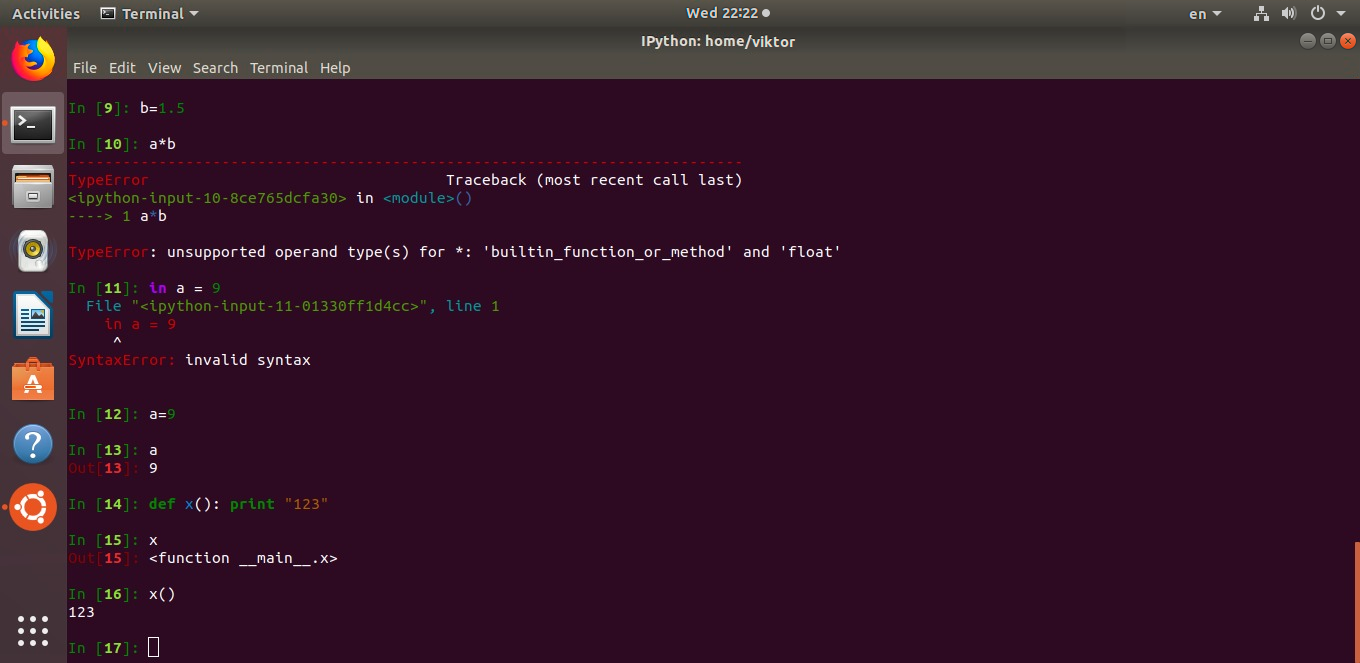 Activities Terminal Wed 22:22 en
IPython: home/viktor
File Edit View Search Terminal Help
In [9]: b=1.5
In [10]: a*b
---------------------------------------------------------------------------
TypeError                                 Traceback (most recent call last)
<ipython-input-10-8ce765dcfa30> in <module>()
----> 1 a*b
TypeError: unsupported operand type(s) for *: 'builtin_function_or_method' and 'float'
In [11]: in a = 9
  File "<ipython-input-11-01330ff1d4cc>", line 1
    in a = 9
     ^
SyntaxError: invalid syntax
In [12]: a=9
In [13]: a
Out[13]: 9
In [14]: def x(): print "123"
In [15]: x
Out[15]: <function __main__.x>
In [16]: x()
123
In [17]: